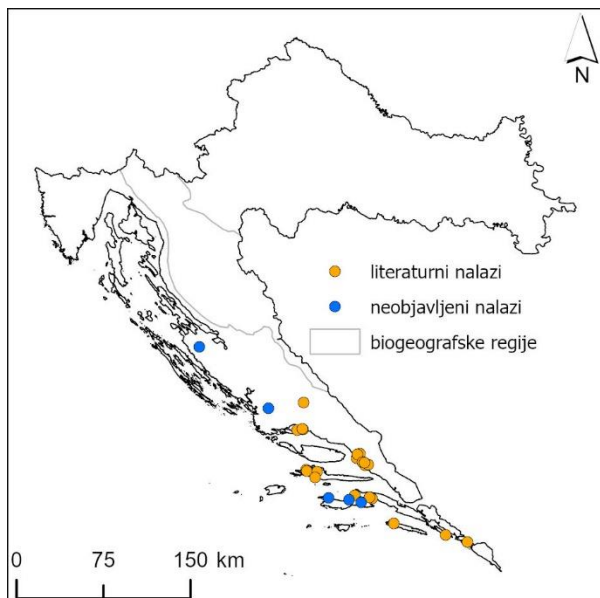 N
literaturni nalazi
neobjavljeni nalazi
biogeografske regije
0 75 150 km